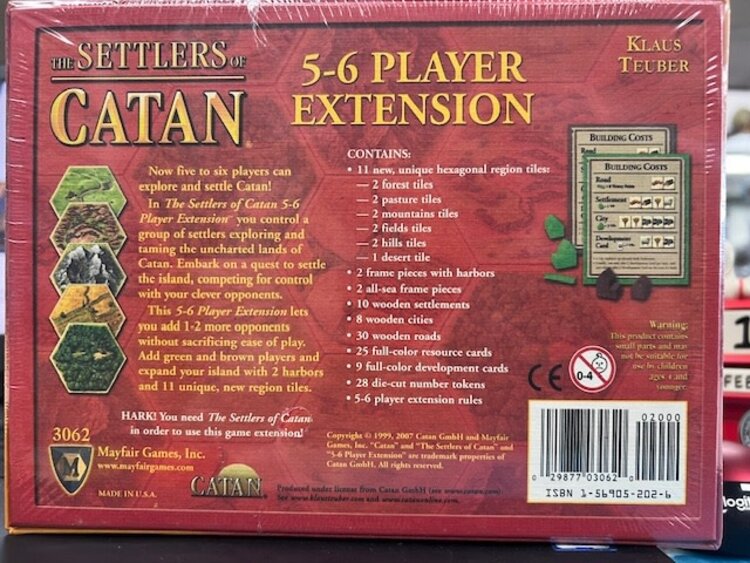 THE SETTLERS OF
CATAN
5-6 PLAYER
EXTENSION
KLAUS
TEUBER
Now five to six players can
explore and settle Catan!
In The Settlers of Catan 5-6
Player Extension™ you control a
group of settlers exploring and
taming the uncharted lands of
Catan. Embark on a quest to settle
the island, competing for control
with your clever opponents.
This 5-6 Player Extension lets
you add 1-2 more opponents
without sacrificing ease of play.
Add green and brown players and
expand your island with 2 harbors
and 11 unique, new region tiles.
HARK! You need The Settlers of Catan
in order to use this game extension!
CONTAINS:
• 11 new, unique hexagonal region tiles:
— 2 forest tiles
— 2 pasture tiles
— 2 mountains tiles
— 2 fields tiles
— 2 hills tiles
— 1 desert tile
• 2 frame pieces with harbors
• 2 all-sea frame pieces
• 10 wooden settlements
• 8 wooden cities
• 30 wooden roads
• 25 full-color resource cards
• 9 full-color development cards
• 28 die-cut number tokens
• 5-6 player extension rules
BUILDING COSTS
Road
BUILDING COSTS
Road
Settlement
City
Development
Card
Warning:
This product contains
small parts and may
not be suitable for
use by children
ages 4 and
younger.
CE
0-4
3062
Mayfair Games, Inc.
www.mayfairgames.com
MADE IN U.S.A.
CATAN
Copyright © 1999, 2007 Catan GmbH and Mayfair
Games, Inc. "Catan" and "The Settlers of Catan" and
"5-6 Player Extension" are trademark properties of
Catan GmbH. All rights reserved.
Produced under license from Catan GmbH (see www.catan.com).
See www.klausteuber.com and www.catanonline.com.
02000
0 29877 03062 0
ISBN 1-56905-202-6
1
FE
logi